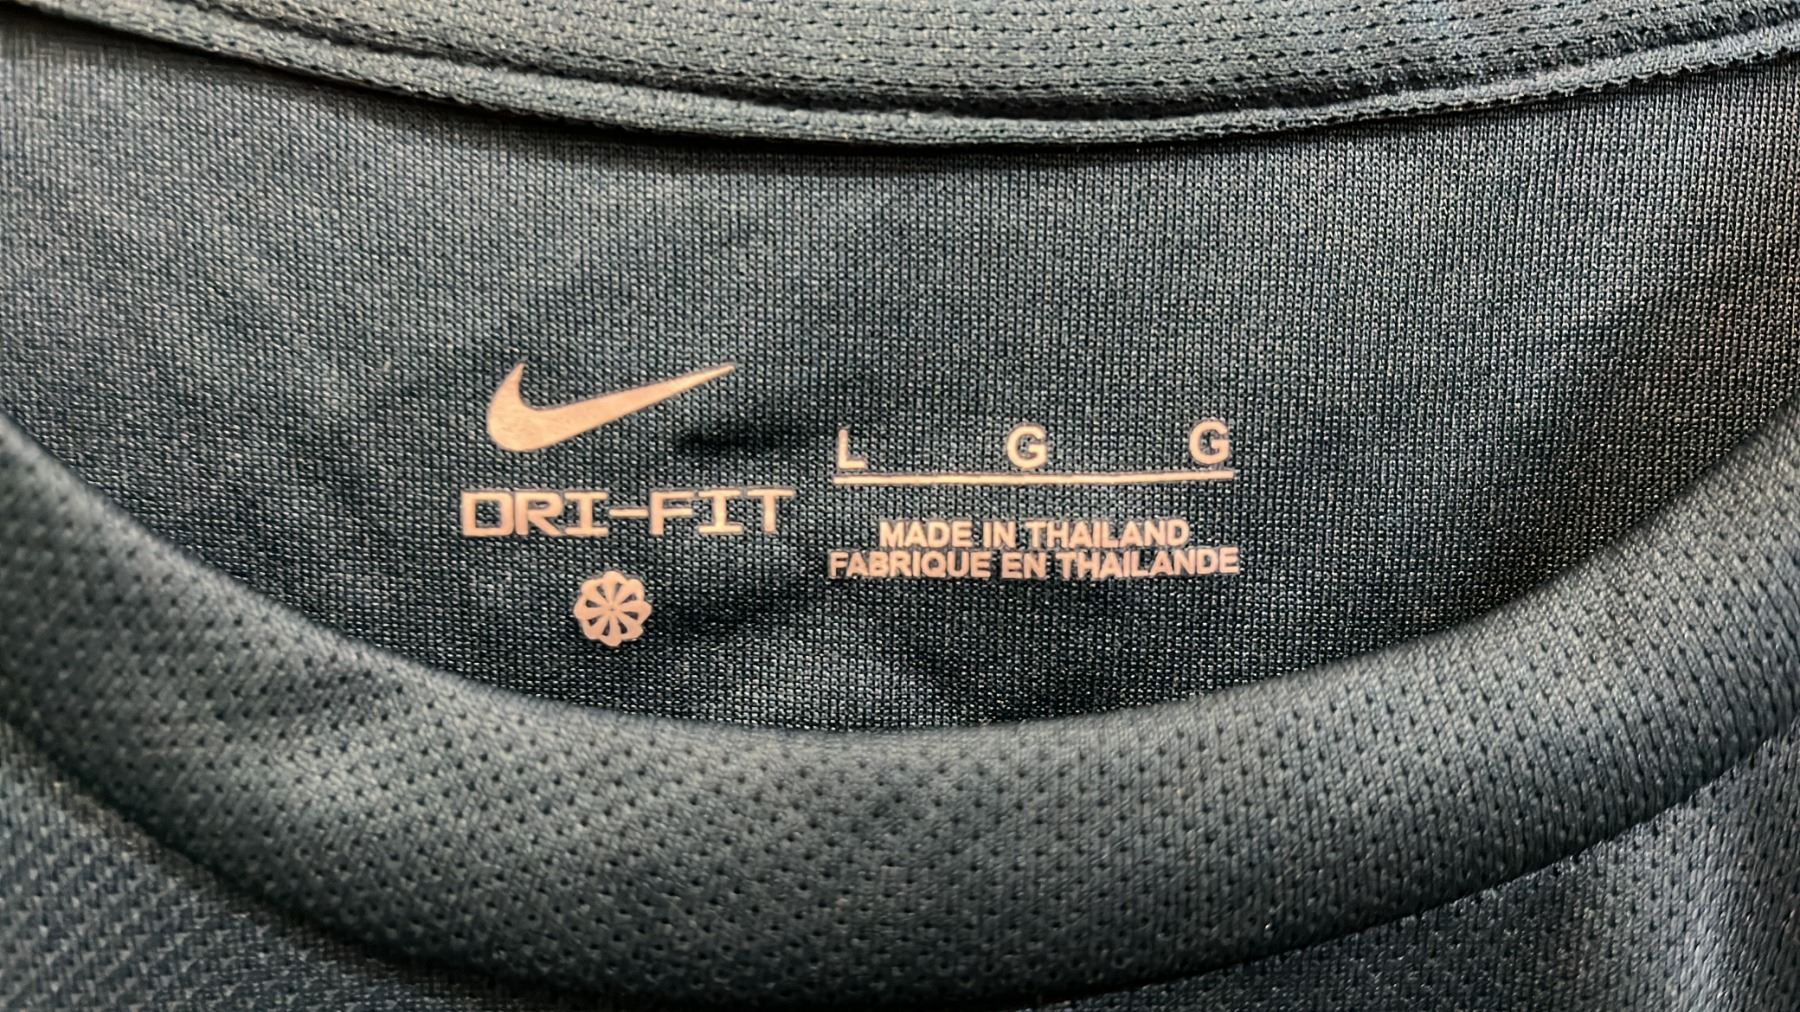 DRI-FIT
L G G
MADE IN THAILAND
FABRIQUE EN THAILANDE